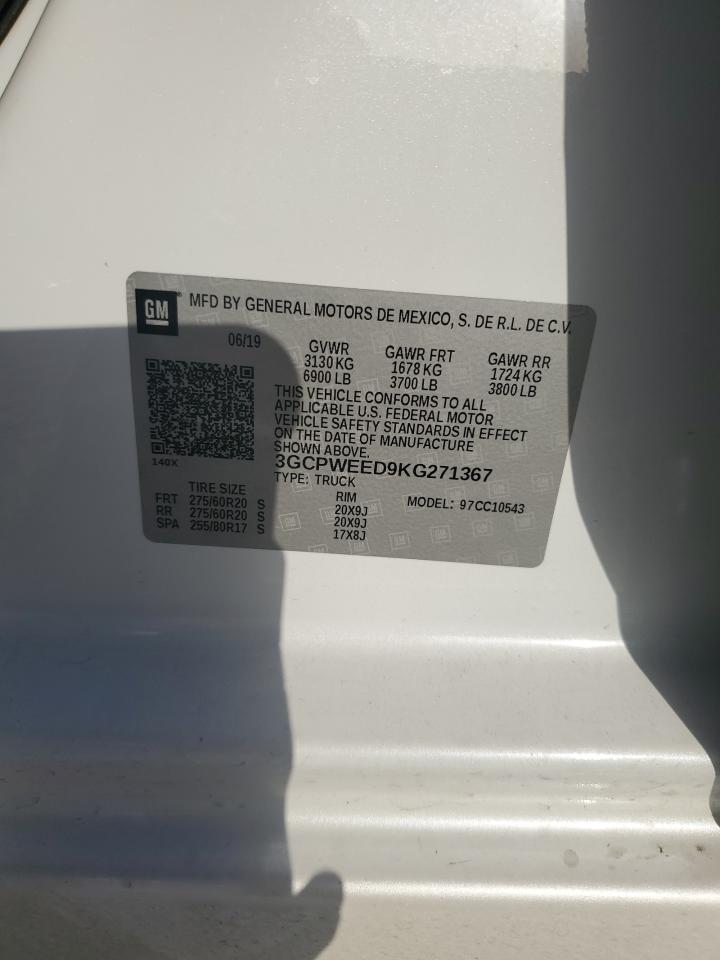 GM
MFD BY GENERAL MOTORS DE MEXICO, S. DE R.L. DE C.V.
06/19
GVWR GAWR FRT GAWR RR
3130 KG 1678 KG 1724 KG
6900 LB 3700 LB 3800 LB
THIS VEHICLE CONFORMS TO ALL
APPLICABLE U.S. FEDERAL MOTOR
VEHICLE SAFETY STANDARDS IN EFFECT
ON THE DATE OF MANUFACTURE
SHOWN ABOVE.
140X
3GCPWEED9KG271367
TYPE: TRUCK
TIRE SIZE RIM MODEL: 97CC10543
FRT 275/60R20 S 20X9J
RR 275/60R20 S 20X9J
SPA 255/80R17 S 17X8J